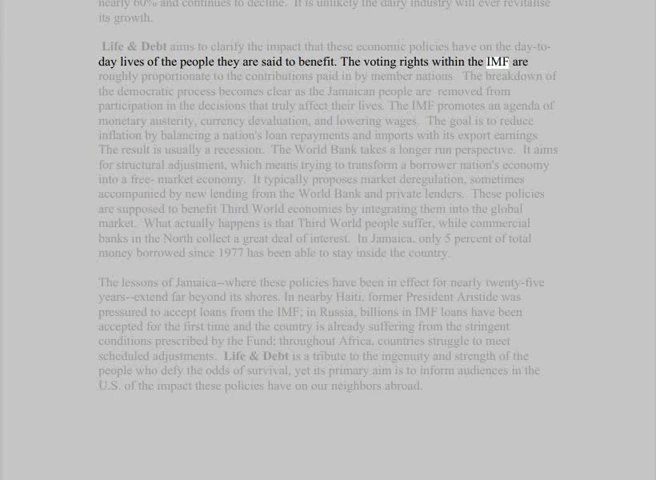 nearly 60% and continues to decline. It is unlikely the dairy industry will ever revitalise
its growth.
Life & Debt aims to clarify the impact that these economic policies have on the day-to-
day lives of the people they are said to benefit. The voting rights within the IMF are
roughly proportionate to the contributions paid in by member nations. The breakdown of
the democratic process becomes clear as the Jamaican people are removed from
participation in the decisions that truly affect their lives. The IMF promotes an agenda of
monetary austerity, currency devaluation, and lowering wages. The goal is to reduce
inflation by balancing a nation's loan repayments and imports with its export earnings.
The result is usually a recession. The World Bank takes a longer run perspective. It aims
for structural adjustment, which means trying to transform a borrower nation's economy
into a free- market economy. It typically proposes market deregulation, sometimes
accompanied by new lending from the World Bank and private lenders. These policies
are supposed to benefit Third World economies by integrating them into the global
market. What actually happens is that Third World people suffer, while commercial
banks in the North collect a great deal of interest. In Jamaica, only 5 percent of total
money borrowed since 1977 has been able to stay inside the country.
The lessons of Jamaica--where these policies have been in effect for nearly twenty-five
years--extend far beyond its shores. In nearby Haiti, former President Aristide was
pressured to accept loans from the IMF; in Russia, billions in IMF loans have been
accepted for the first time and the country is already suffering from the stringent
conditions prescribed by the Fund; throughout Africa, countries struggle to meet
scheduled adjustments. Life & Debt is a tribute to the ingenuity and strength of the
people who defy the odds of survival, yet its primary aim is to inform audiences in the
U.S. of the impact these policies have on our neighbors abroad.